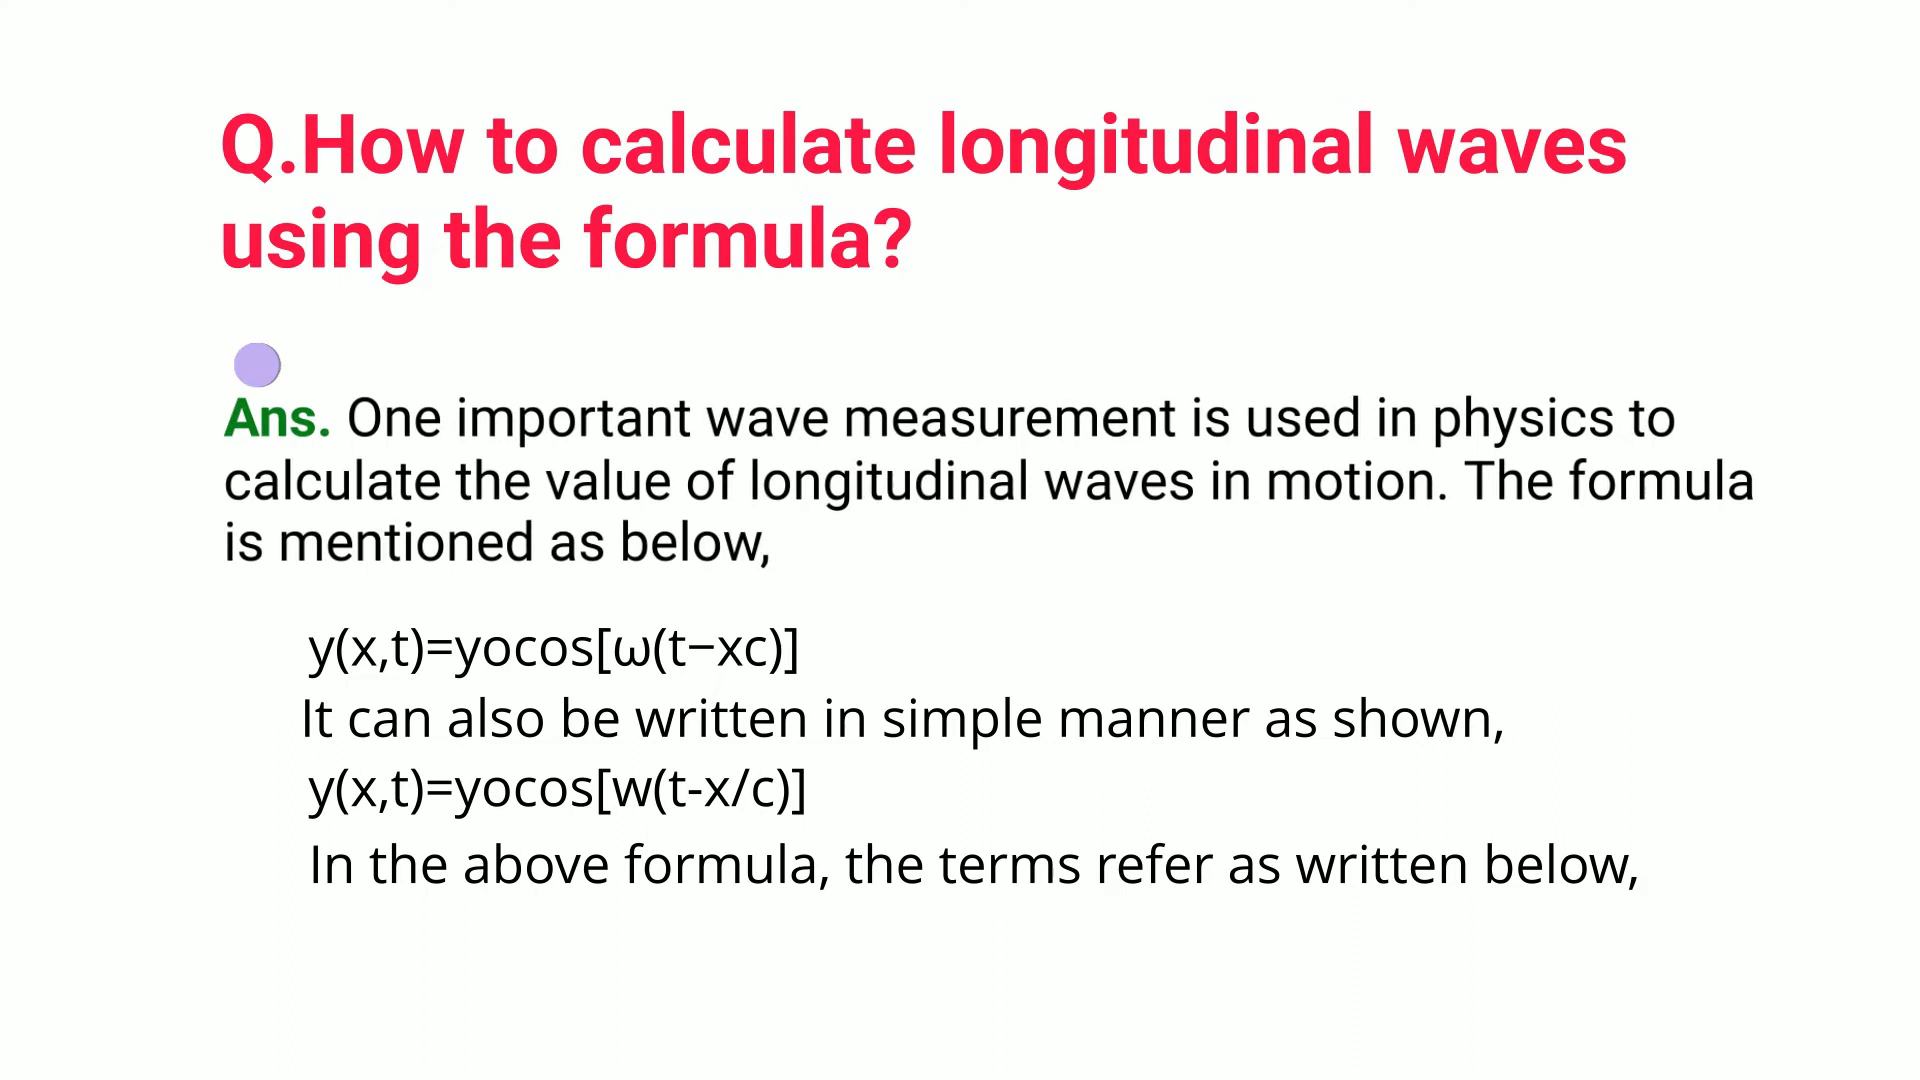 Q.How to calculate longitudinal waves
using the formula?
Ans. One important wave measurement is used in physics to
calculate the value of longitudinal waves in motion. The formula
is mentioned as below,
y(x,t)=yocos[ω(t−xc)]
It can also be written in simple manner as shown,
y(x,t)=yocos[w(t-x/c)]
In the above formula, the terms refer as written below,